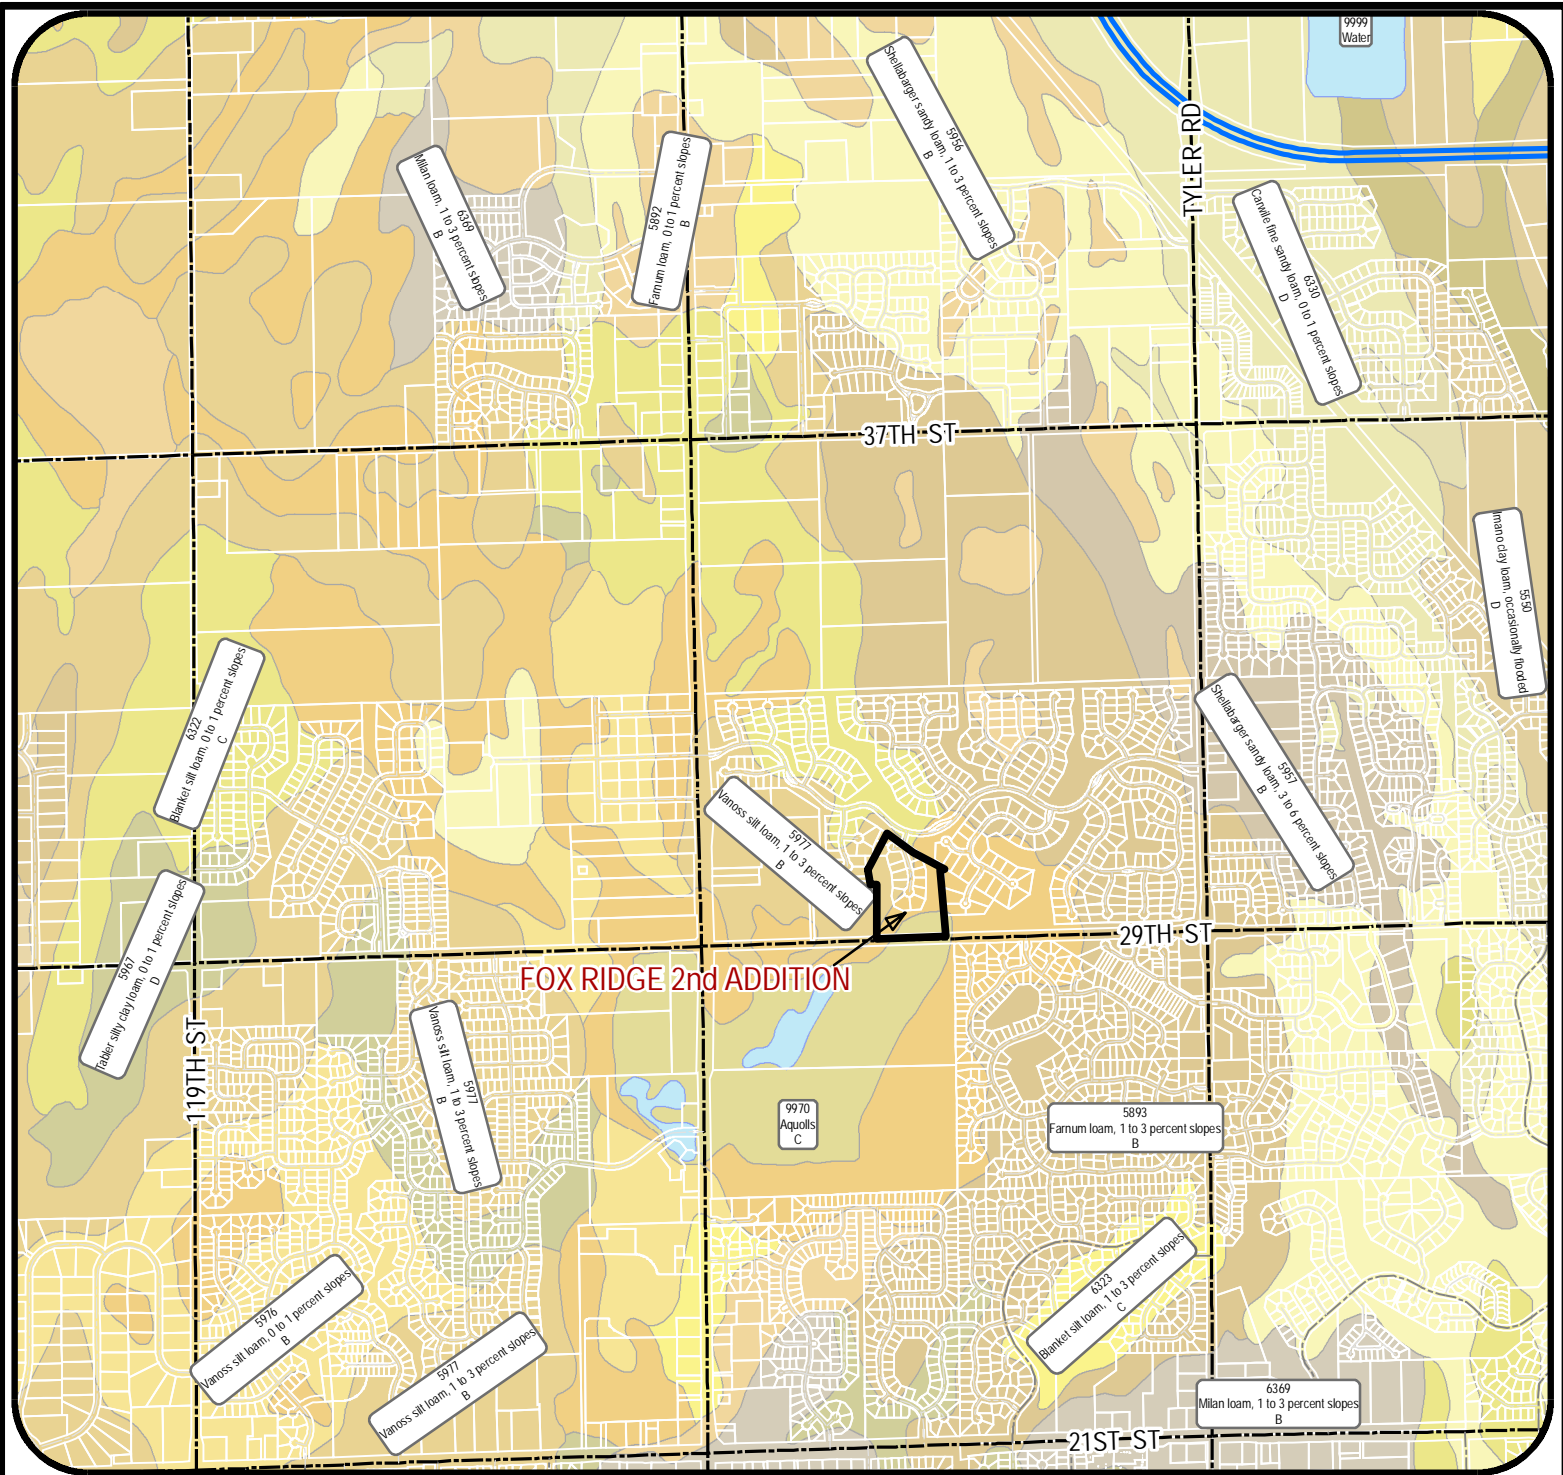 9999
Water
TYLER RD
5956
Shellabarger sandy loam, 1 to 3 percent slopes
B
5892
Farnum loam, 0 to 1 percent slopes
B
6369
Milan loam, 1 to 3 percent slopes
B
6330
Carwile fine sandy loam, 0 to 1 percent slopes
D
37TH ST
5550
Imano clay loam, occasionally flooded
D
6322
Blanket silt loam, 0 to 1 percent slopes
C
5957
Shellabarger sandy loam, 3 to 6 percent slopes
B
5977
Vanoss silt loam, 1 to 3 percent slopes
B
5967
Tabler silty clay loam, 0 to 1 percent slopes
D
29TH ST
FOX RIDGE 2nd ADDITION
119TH ST
5977
Vanoss silt loam, 1 to 3 percent slopes
B
9970
Aquolls
C
5893
Farnum loam, 1 to 3 percent slopes
B
5976
Vanoss silt loam, 0 to 1 percent slopes
B
6323
Blanket silt loam, 1 to 3 percent slopes
C
5977
Vanoss silt loam, 1 to 3 percent slopes
B
6369
Milan loam, 1 to 3 percent slopes
B
21ST ST